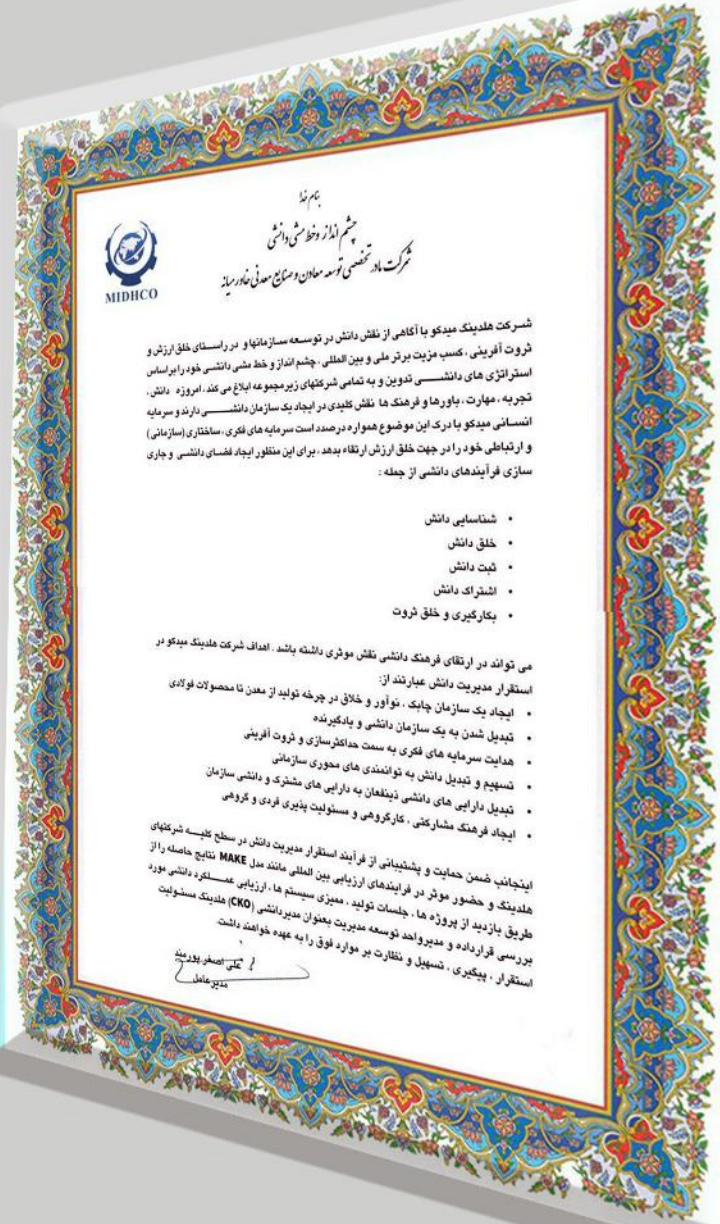 بنام خدا
چشم انداز وخط مشی دانشی
شرکت مادر تخصصی توسعه معادن و صنایع معدنی خاورمیانه
MIDHCO
شرکت هلدینگ میدکو با آگاهی از نقش دانش در توسعه سازمانها و در راستای خلق ارزش و
ثروت آفرینی ، کسب مزیت برتر ملی و بین المللی ، چشم انداز و خط مشی دانشی خود را براساس
استراتژی های دانشی تدوین و به تمامی شرکتهای زیرمجموعه ابلاغ می کند . امروزه دانش ،
تجربه ، مهارت ، باورها و فرهنگ ها نقش کلیدی در ایجاد یک سازمان دانشی دارند و سرمایه
انسانی میدکو با درک این موضوع همواره درصدد است سرمایه های فکری ، ساختاری (سازمانی )
و ارتباطی خود را در جهت خلق ارزش ارتقاء بدهد ، برای این منظور ایجاد فضای دانشی و جاری
سازی فرآیندهای دانشی از جمله :
• شناسایی دانش
• خلق دانش
• ثبت دانش
• اشتراک دانش
• بکارگیری و خلق ثروت
می تواند در ارتقای فرهنگ دانشی نقش موثری داشته باشد . اهداف شرکت هلدینگ میدکو در
استقرار مدیریت دانش عبارتند از:
• ایجاد یک سازمان چابک ، نوآور و خلاق در چرخه تولید از معدن تا محصولات فولادی
• تبدیل شدن به یک سازمان دانشی و یادگیرنده
• هدایت سرمایه های فکری به سمت حداکثرسازی و ثروت آفرینی
• تسهیم و تبدیل دانش به توانمندی های محوری سازمانی
• تبدیل دارایی های دانشی ذینفعان به دارایی های مشترک و دانشی سازمان
• ایجاد فرهنگ مشارکتی ، کارگروهی و مسئولیت پذیری فردی و گروهی
اینجانب ضمن حمایت و پشتیبانی از فرآیند استقرار مدیریت دانش در سطح کلیه شرکتهای
هلدینگ و حضور موثر در فرایندهای ارزیابی بین المللی مانند مدل MAKE نتایج حاصله را از
طریق بازدید از پروژه ها ، جلسات تولید ، ممیزی سیستم ها ، ارزیابی عملکرد دانشی مورد
بررسی قرارداده و مدیرواحد توسعه مدیریت بعنوان مدیردانشی (CKO) هلدینگ مسئولیت
استقرار ، پیگیری ، تسهیل و نظارت بر موارد فوق را به عهده خواهند داشت.
علی اصغر پورمند
مدیرعامل